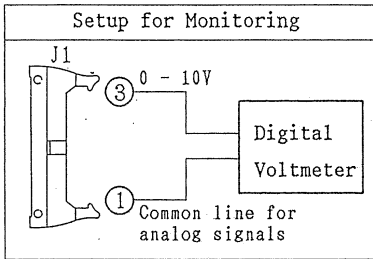 Setup for Monitoring
J1
③ 0 - 10V
Digital
Voltmeter
① Common line for
analog signals